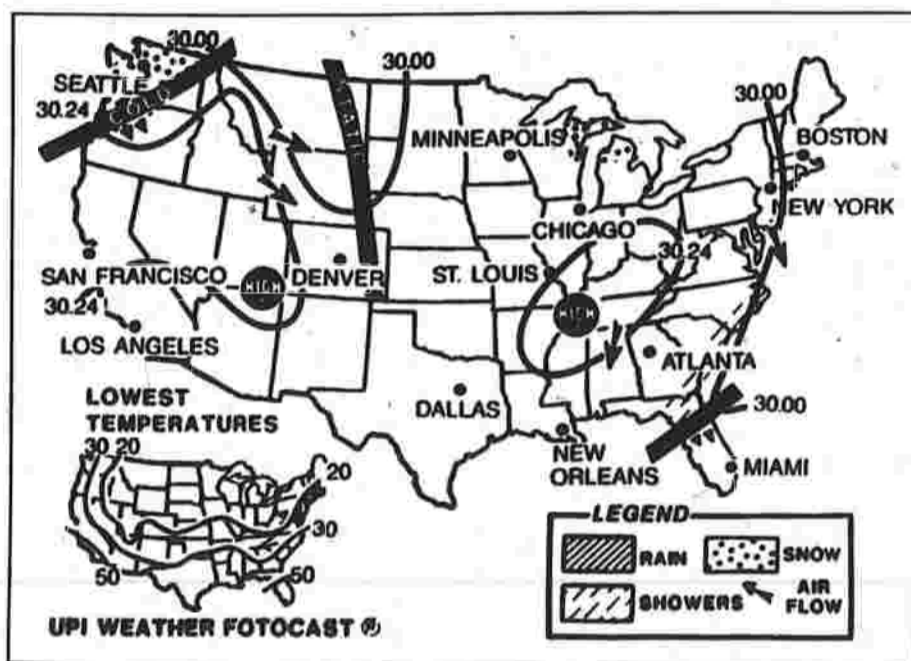 30.00
30.00
SEATTLE
COLD
30.24
STATIC
30.00
MINNEAPOLIS
BOSTON
NEW YORK
CHICAGO
30.24
SAN FRANCISCO
HIGH
DENVER
ST. LOUIS
HIGH
30.24
LOS ANGELES
ATLANTA
LOWEST
TEMPERATURES
DALLAS
30.00
NEW
ORLEANS
MIAMI
30 20
20
30
50
50
LEGEND
RAIN
SNOW
SHOWERS
AIR
FLOW
UPI WEATHER FOTOCAST ®